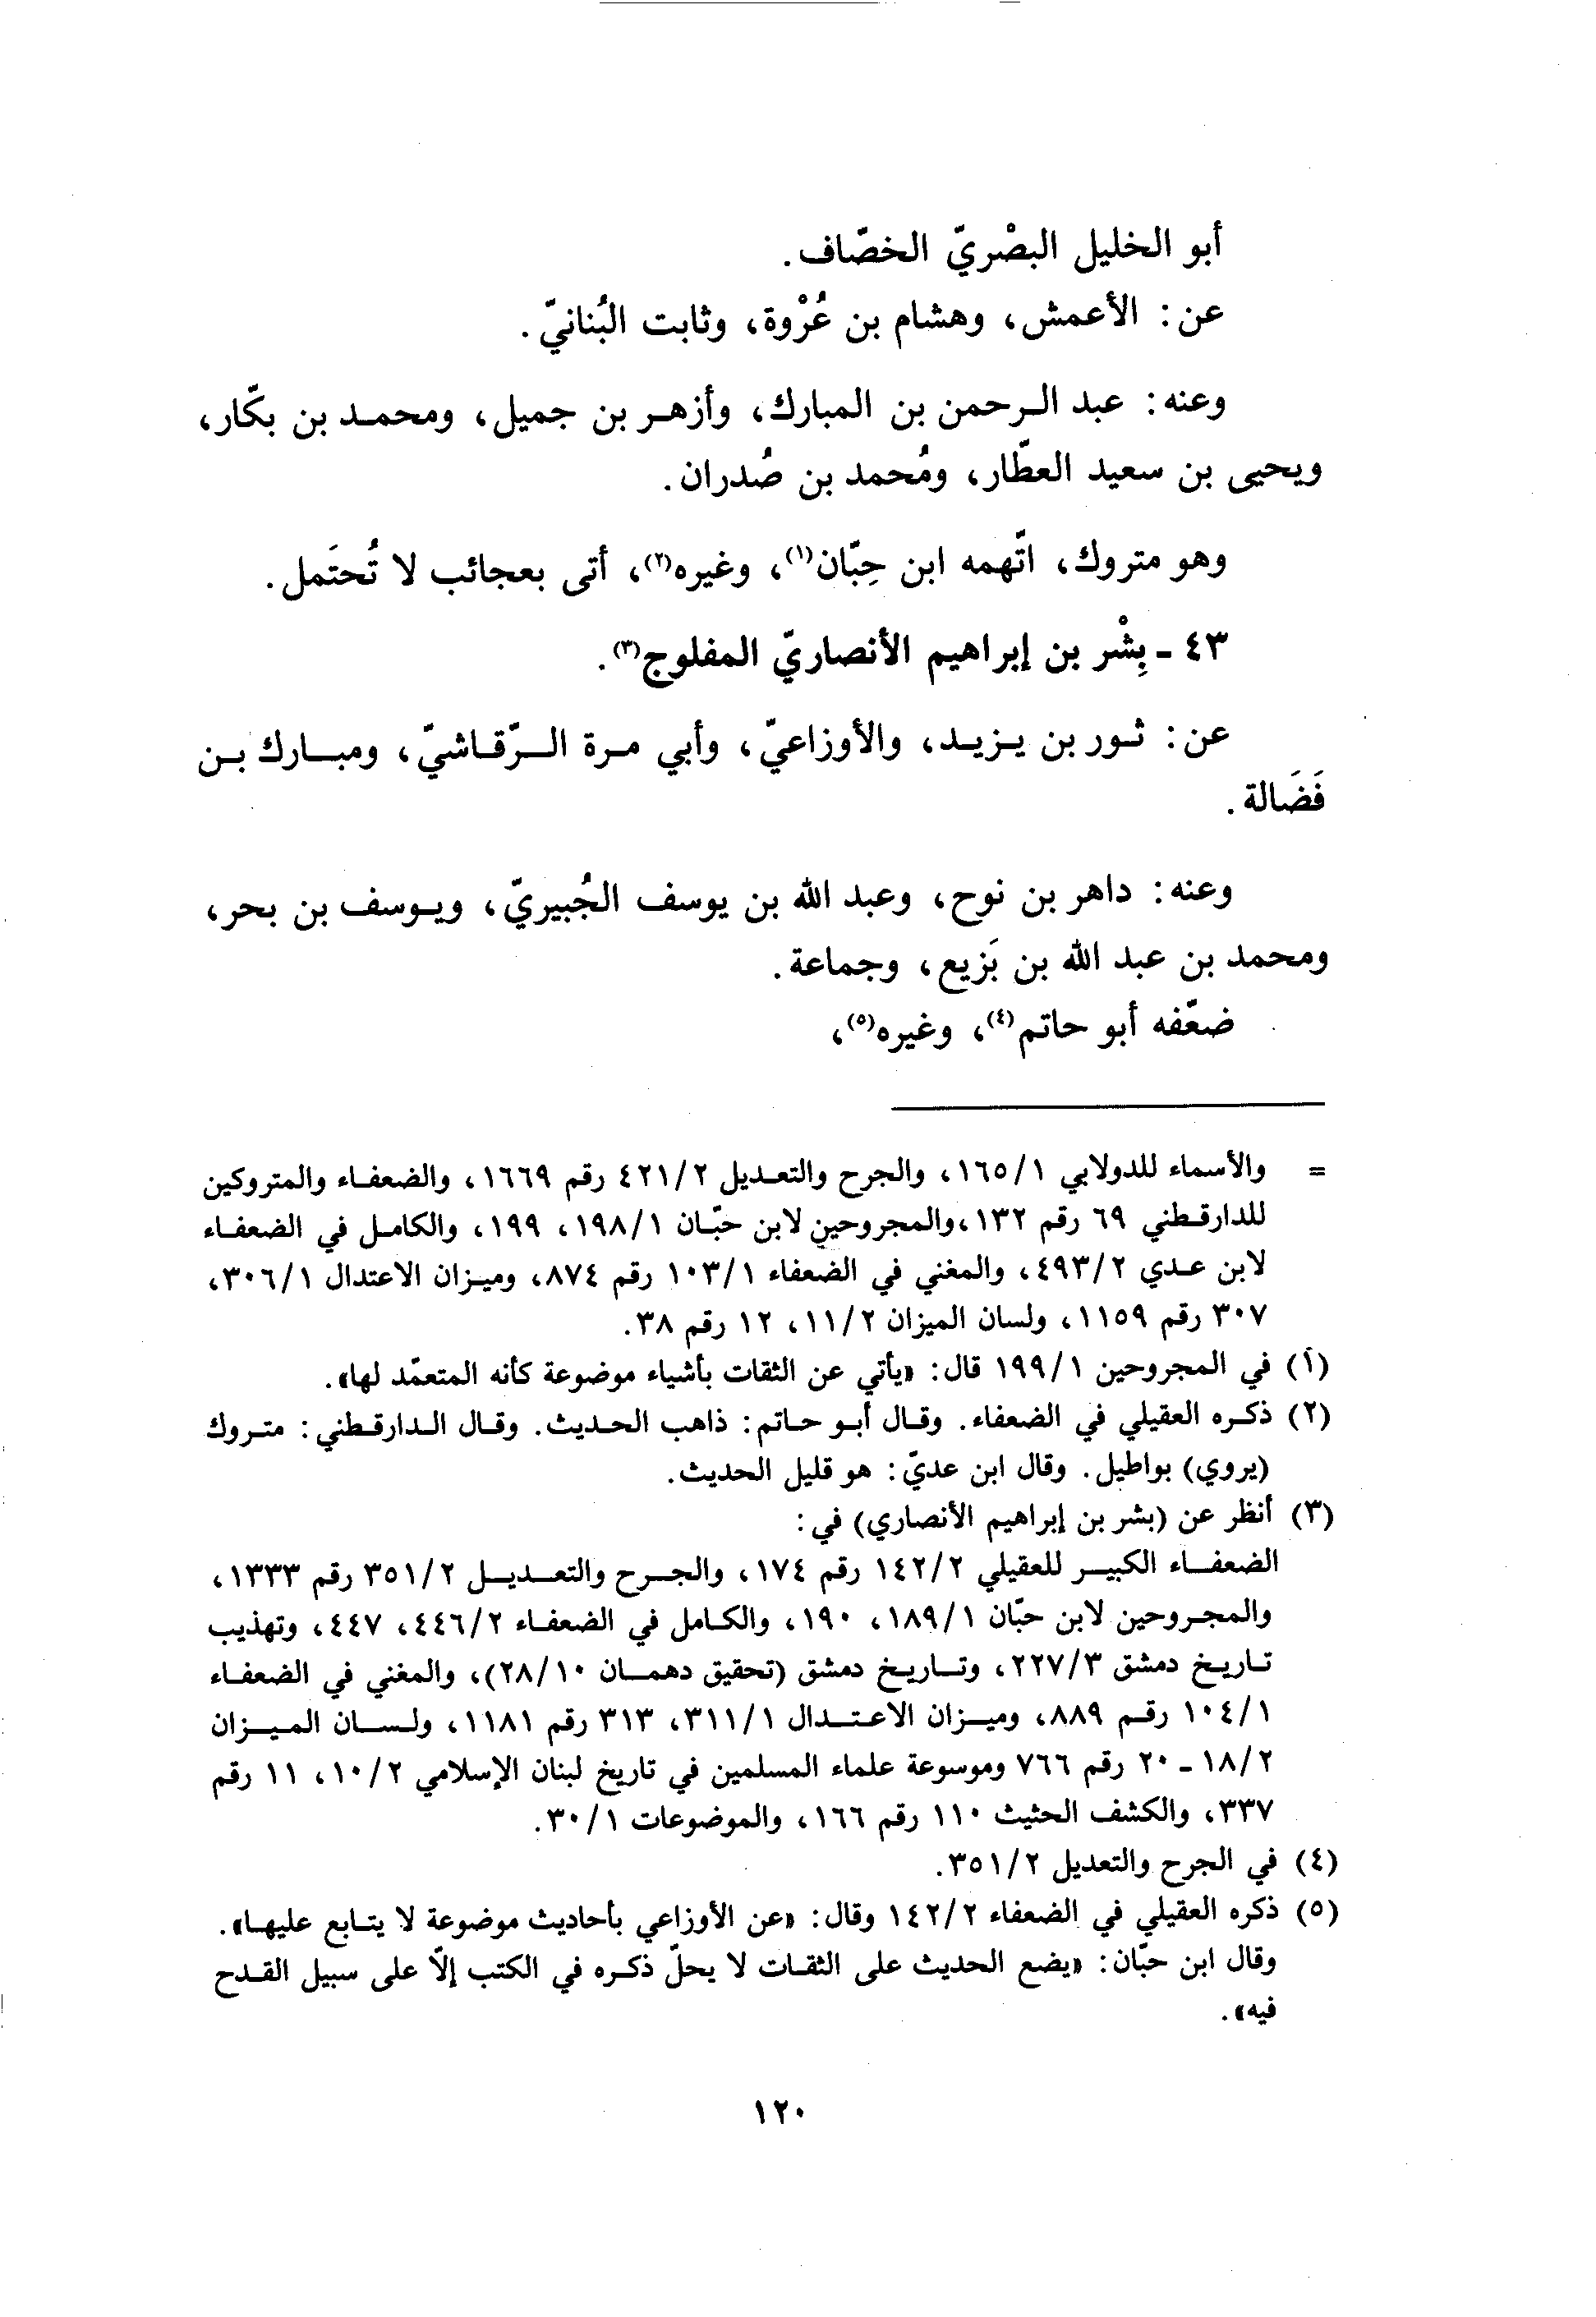 أبو الخليل البصْريّ الخصّاف.
عن: الأعمش، وهشام بن عُرْوة، وثابت البُنانيّ.
وعنه: عبد الرحمن بن المبارك، وأزهر بن جميل، ومحمد بن بكّار،
ويحيى بن سعيد العطّار، ومُحمد بن صُدران.
وهو متروك، اتّهمه ابن حِبّان(١)، وغيره(٢)، أتى بعجائب لا تُحتَمل.
٤٣ - بِشْر بن إبراهيم الأنصاريّ المفلوج(٣).
عن: ثور بن يزيد، والأوزاعيّ، وأبي مرة الرّقاشيّ، ومبارك بن
فَضَالة.
وعنه: داهر بن نوح، وعبد الله بن يوسف الجُبيريّ، ويوسف بن بحر،
ومحمد بن عبد الله بن بَزيع، وجماعة.
ضعّفه أبو حاتم(٤)، وغيره(٥)،
= والأسماء للدولابي ١/١٦٥، والجرح والتعديل ٢/٤٢١ رقم ١٦٦٩، والضعفاء والمتروكين
للدارقطني ٦٩ رقم ١٣٢، والمجروحين لابن حبّان ١/١٩٨، ١٩٩، والكامل في الضعفاء
لابن عدي ٢/٤٩٣، والمغني في الضعفاء ١/١٠٣ رقم ٨٧٤، وميزان الاعتدال ١/٣٠٦،
٣٠٧ رقم ١١٥٩، ولسان الميزان ٢/١١، ١٢ رقم ٣٨.
(١) في المجروحين ١/١٩٩ قال: «يأتي عن الثقات بأشياء موضوعة كأنه المتعمّد لها».
(٢) ذكره العقيلي في الضعفاء. وقال أبو حاتم: ذاهب الحديث. وقال الدارقطني: متروك
(يروي) بواطيل. وقال ابن عديّ: هو قليل الحديث.
(٣) أنظر عن (بشر بن إبراهيم الأنصاري) في:
الضعفاء الكبير للعقيلي ٢/١٤٢ رقم ١٧٤، والجرح والتعديل ٢/٣٥١ رقم ١٣٣٣،
والمجروحين لابن حبّان ١/١٨٩، ١٩٠، والكامل في الضعفاء ٢/٤٤٦، ٤٤٧، وتهذيب
تاريخ دمشق ٣/٢٢٧، وتاريخ دمشق (تحقيق دهمان ١٠/٢٨)، والمغني في الضعفاء
١/١٠٤ رقم ٨٨٩، وميزان الاعتدال ١/٣١١، ٣١٣ رقم ١١٨١، ولسان الميزان
٢/١٨ - ٢٠ رقم ٧٦٦ وموسوعة علماء المسلمين في تاريخ لبنان الإسلامي ٢/١٠، ١١ رقم
٣٣٧، والكشف الحثيث ١١٠ رقم ١٦٦، والموضوعات ١/٣٠.
(٤) في الجرح والتعديل ٢/٣٥١.
(٥) ذكره العقيلي في الضعفاء ٢/١٤٢ وقال: «عن الأوزاعي بأحاديث موضوعة لا يتابع عليها».
وقال ابن حبّان: «يضع الحديث على الثقات لا يحلّ ذكره في الكتب إلّا على سبيل القدح
فيه».
١٢٠